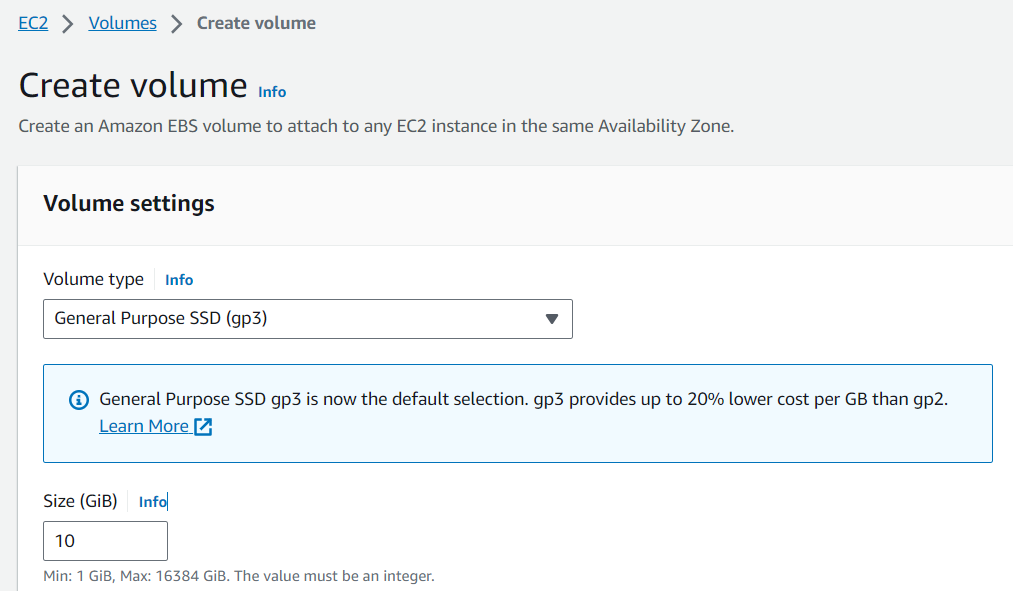 EC2 > Volumes > Create volume
Create volume Info
Create an Amazon EBS volume to attach to any EC2 instance in the same Availability Zone.
Volume settings
Volume type Info
General Purpose SSD (gp3)
General Purpose SSD gp3 is now the default selection. gp3 provides up to 20% lower cost per GB than gp2.
Learn More
Size (GiB) Info
10
Min: 1 GiB, Max: 16384 GiB. The value must be an integer.